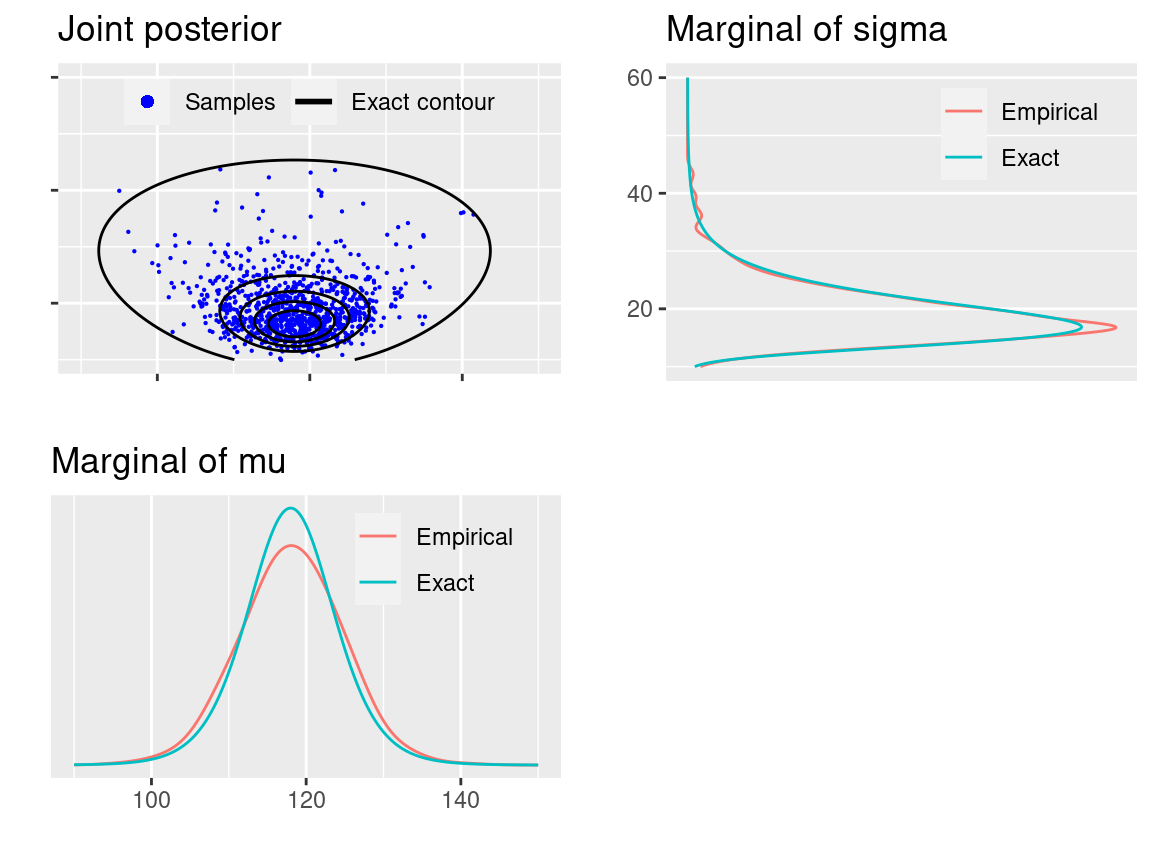 Joint posterior
Samples
Exact contour
Marginal of sigma
60
40
20
Empirical
Exact
Marginal of mu
Empirical
Exact
100
120
140